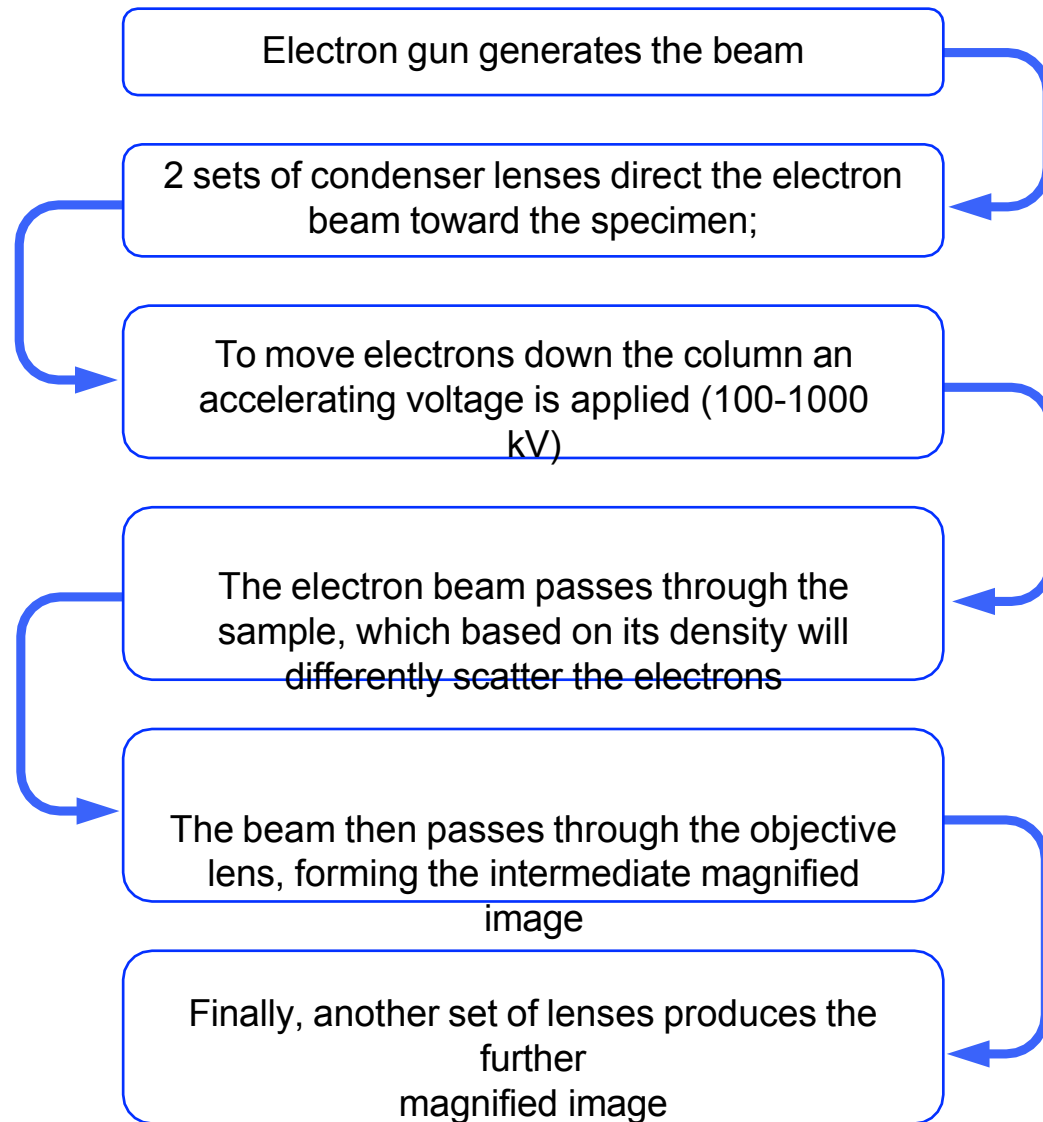 Electron gun generates the beam
2 sets of condenser lenses direct the electron
beam toward the specimen;
To move electrons down the column an
accelerating voltage is applied (100-1000
kV)
The electron beam passes through the
sample, which based on its density will
differently scatter the electrons
The beam then passes through the objective
lens, forming the intermediate magnified
image
Finally, another set of lenses produces the
further
magnified image